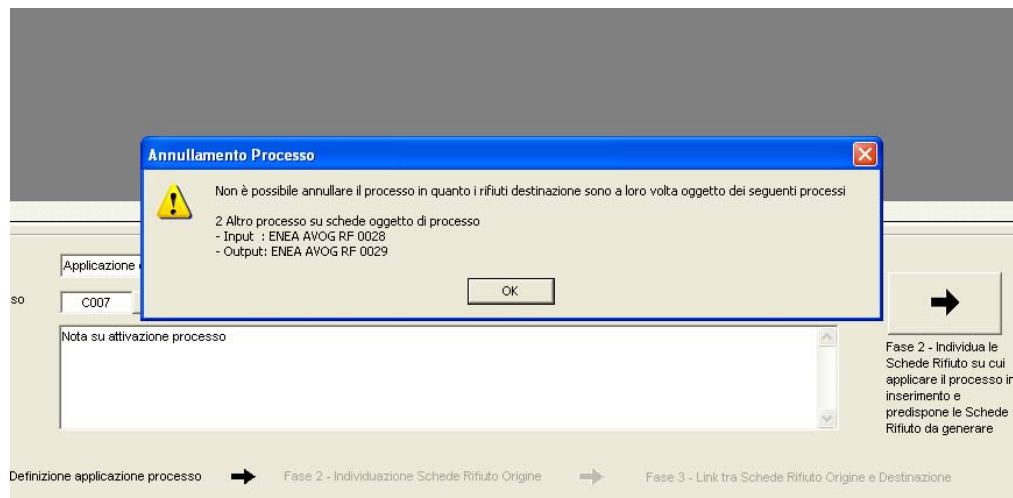 Annullamento Processo
Non è possibile annullare il processo in quanto i rifiuti destinazione sono a loro volta oggetto dei seguenti processi
2 Altro processo su schede oggetto di processo
- Input : ENEA AVOG RF 0028
- Output: ENEA AVOG RF 0029
OK
Applicazione
so
C007
Nota su attivazione processo
Fase 2 - Individua le
Schede Rifiuto su cui
applicare il processo in
inserimento e
predispone le Schede
Rifiuto da generare
Definizione applicazione processo
Fase 2 - Individuazione Schede Rifiuto Origine
Fase 3 - Link tra Schede Rifiuto Origine e Destinazione